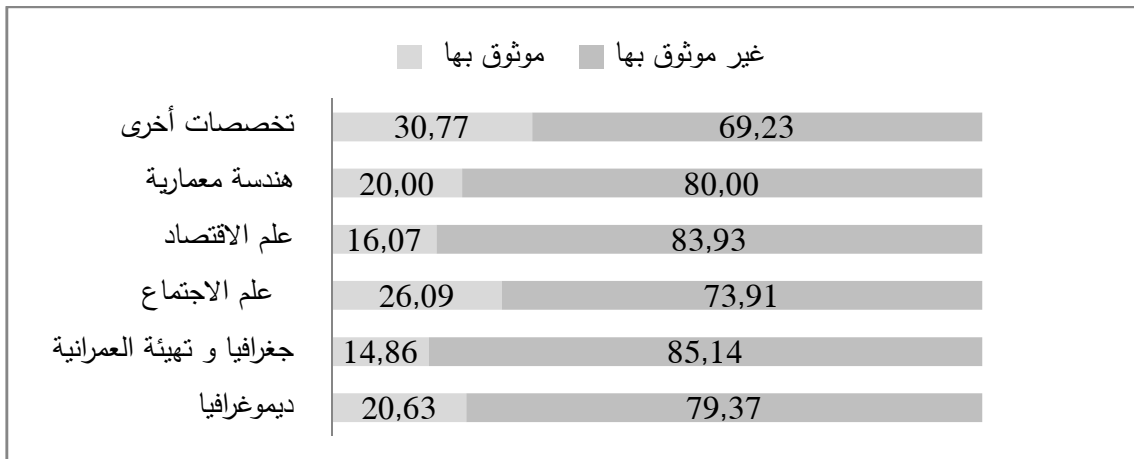 موثوق بها غير موثوق بها
تخصصات أخرى 30,77 69,23
هندسة معمارية 20,00 80,00
علم الاقتصاد 16,07 83,93
علم الاجتماع 26,09 73,91
جغرافيا و تهيئة العمرانية 14,86 85,14
ديموغرافيا 20,63 79,37